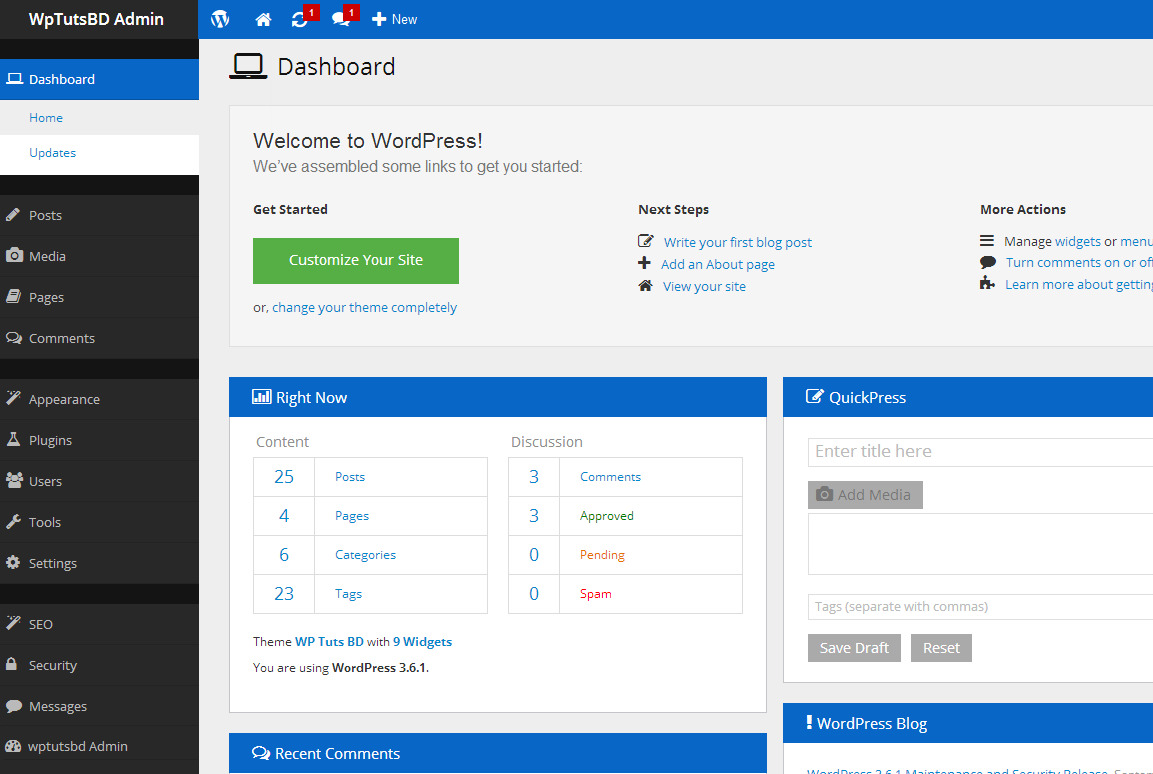 WpTutsBD Admin
1
1
New
Dashboard
Home
Updates
Posts
Media
Pages
Comments
Appearance
Plugins
Users
Tools
Settings
SEO
Security
Messages
wptutsbd Admin
Dashboard
Welcome to WordPress!
We've assembled some links to get you started:
Get Started
Customize Your Site
or, change your theme completely
Next Steps
Write your first blog post
Add an About page
View your site
More Actions
Manage widgets or menu
Turn comments on or of
Learn more about getting
Right Now
Content
25 Posts
4 Pages
6 Categories
23 Tags
Discussion
3 Comments
3 Approved
0 Pending
0 Spam
Theme WP Tuts BD with 9 Widgets
You are using WordPress 3.6.1.
Recent Comments
QuickPress
Enter title here
Add Media
Tags (separate with commas)
Save Draft
Reset
WordPress Blog
WordPress 3.6.1 Maintenance and Security Release